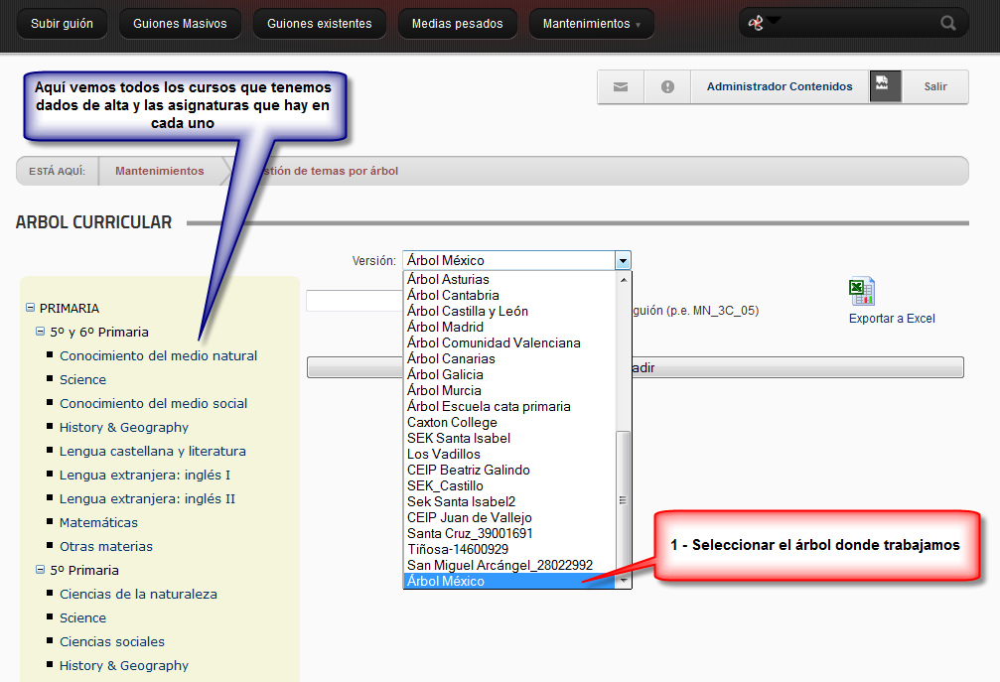 Subir guión
Guiones Masivos
Guiones existentes
Medias pesados
Mantenimientos
Aquí vemos todos los cursos que tenemos
dados de alta y las asignaturas que hay en
cada uno
Administrador Contenidos
Salir
ESTÁ AQUÍ:
Mantenimientos
stión de temas por árbol
ARBOL CURRICULAR
Versión:
Árbol México
Árbol Asturias
Árbol Cantabria
Árbol Castilla y León
Árbol Madrid
Árbol Comunidad Valenciana
Árbol Canarias
Árbol Galicia
Árbol Murcia
Árbol Escuela cata primaria
Caxton College
SEK Santa Isabel
Los Vadillos
CEIP Beatriz Galindo
SEK_Castillo
Sek Santa Isabel2
CEIP Juan de Vallejo
Santa Cruz_39001691
Tiñosa-14600929
San Miguel Arcángel_28022992
Árbol México
guión (p.e. MN_3C_05)
Exportar a Excel
adir
1 - Seleccionar el árbol donde trabajamos
PRIMARIA
5º y 6º Primaria
Conocimiento del medio natural
Science
Conocimiento del medio social
History & Geography
Lengua castellana y literatura
Lengua extranjera: inglés I
Lengua extranjera: inglés II
Matemáticas
Otras materias
5º Primaria
Ciencias de la naturaleza
Science
Ciencias sociales
History & Geography